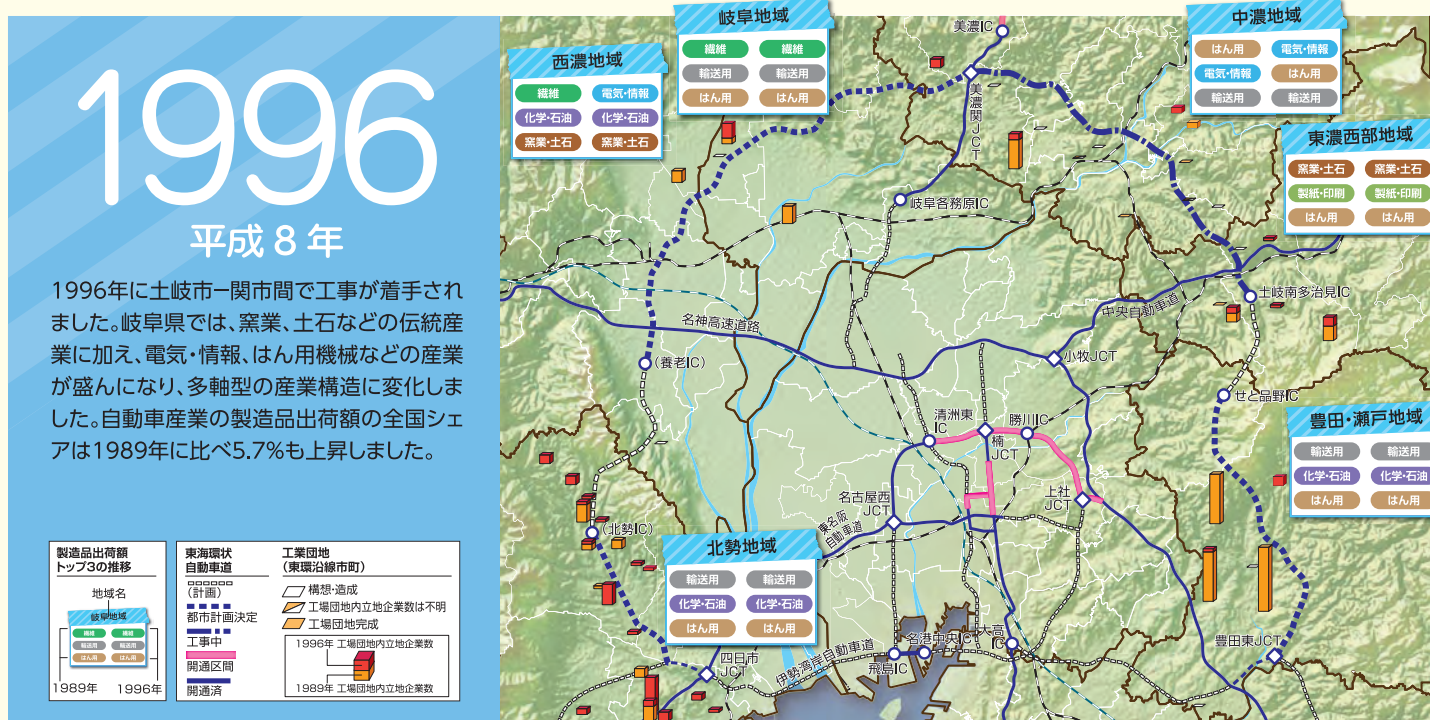 1996
平成8年
1996年に土岐市ー関市間で工事が着手され
ました。岐阜県では、窯業、土石などの伝統産
業に加え、電気・情報、はん用機械などの産業
が盛んになり、多軸型の産業構造に変化しま
した。自動車産業の製造品出荷額の全国シェ
アは1989年に比べ5.7%も上昇しました。
製造品出荷額
トップ3の推移
地域名
岐阜地域
繊維 繊維
輸送用 輸送用
はん用 はん用
1989年 1996年
東海環状
自動車道
(計画)
都市計画決定
工事中
開通区間
開通済
工業団地
(東環沿線市町)
構想・造成
工場団地内立地企業数は不明
工場団地完成
1996年 工場団地内立地企業数
1989年 工場団地内立地企業数
西濃地域
繊維 電気・情報
化学・石油 化学・石油
窯業・土石 窯業・土石
岐阜地域
繊維 繊維
輸送用 輸送用
はん用 はん用
中濃地域
はん用 電気・情報
電気・情報 はん用
輸送用 輸送用
東濃西部地域
窯業・土石 窯業・土石
製紙・印刷 製紙・印刷
はん用 はん用
豊田・瀬戸地域
輸送用 輸送用
化学・石油 化学・石油
はん用 はん用
北勢地域
輸送用 輸送用
化学・石油 化学・石油
はん用 はん用
美濃IC
美濃関JCT
岐阜各務原IC
土岐南多治見IC
中央自動車道
名神高速道路
(養老IC)
小牧JCT
せと品野IC
清洲東
IC
勝川IC
楠
JCT
上社
JCT
名古屋西
JCT
東名阪
自動車道
(北勢IC)
豊田東JCT
大高
IC
名港中央IC
飛島IC
伊勢湾岸自動車道
四日市
JCT